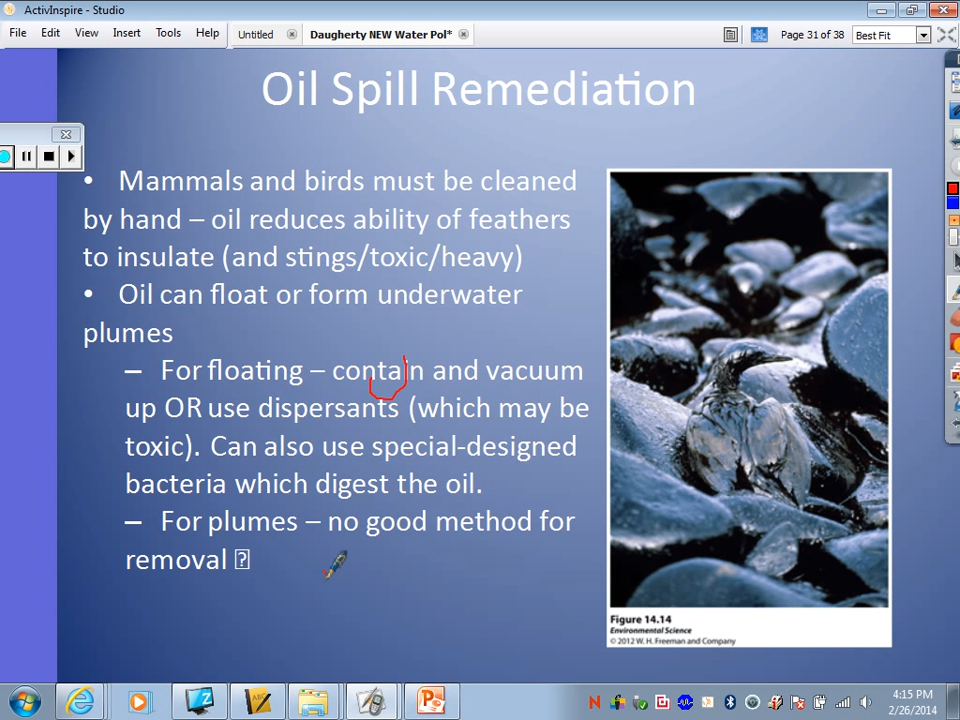 ActivInspire - Studio
File Edit View Insert Tools Help
Untitled
Daugherty NEW Water Pol*
Page 31 of 38
Best Fit
Oil Spill Remediation
• Mammals and birds must be cleaned
by hand – oil reduces ability of feathers
to insulate (and stings/toxic/heavy)
• Oil can float or form underwater
plumes
– For floating – contain and vacuum
up OR use dispersants (which may be
toxic). Can also use special-designed
bacteria which digest the oil.
– For plumes – no good method for
removal
Figure 14.14
Environmental Science
© 2012 W. H. Freeman and Company
4:15 PM
2/26/2014